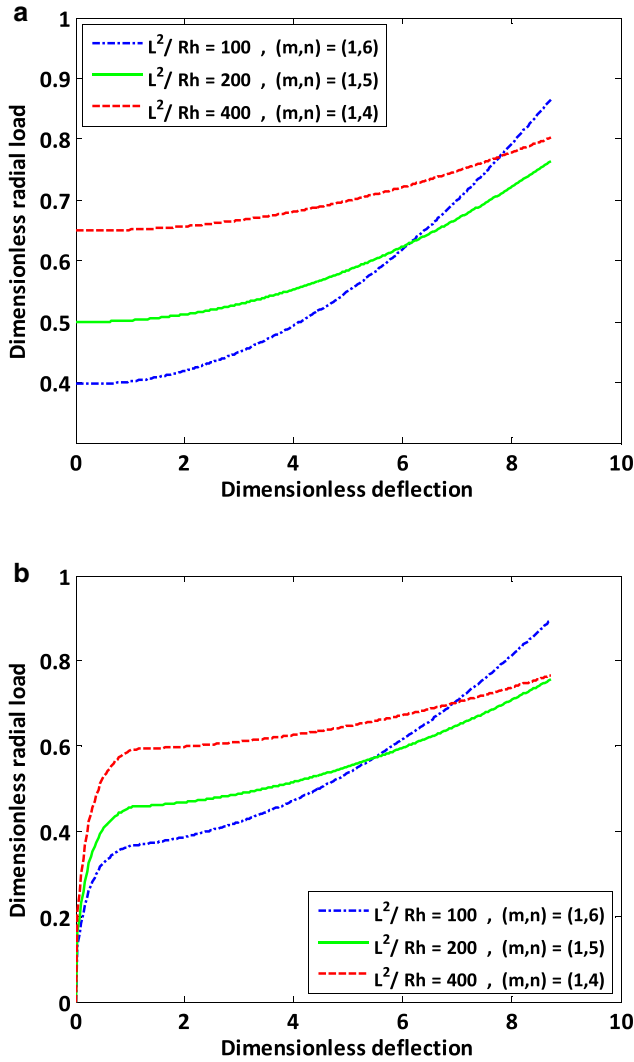 a
1
0.9
0.8
0.7
0.6
0.5
0.4
Dimensionless radial load
L²/ Rh = 100 , (m,n) = (1,6)
L²/ Rh = 200 , (m,n) = (1,5)
L²/ Rh = 400 , (m,n) = (1,4)
0 2 4 6 8 10
Dimensionless deflection
b
1
0.8
0.6
0.4
0.2
0
Dimensionless radial load
L²/ Rh = 100 , (m,n) = (1,6)
L²/ Rh = 200 , (m,n) = (1,5)
L²/ Rh = 400 , (m,n) = (1,4)
0 2 4 6 8 10
Dimensionless deflection